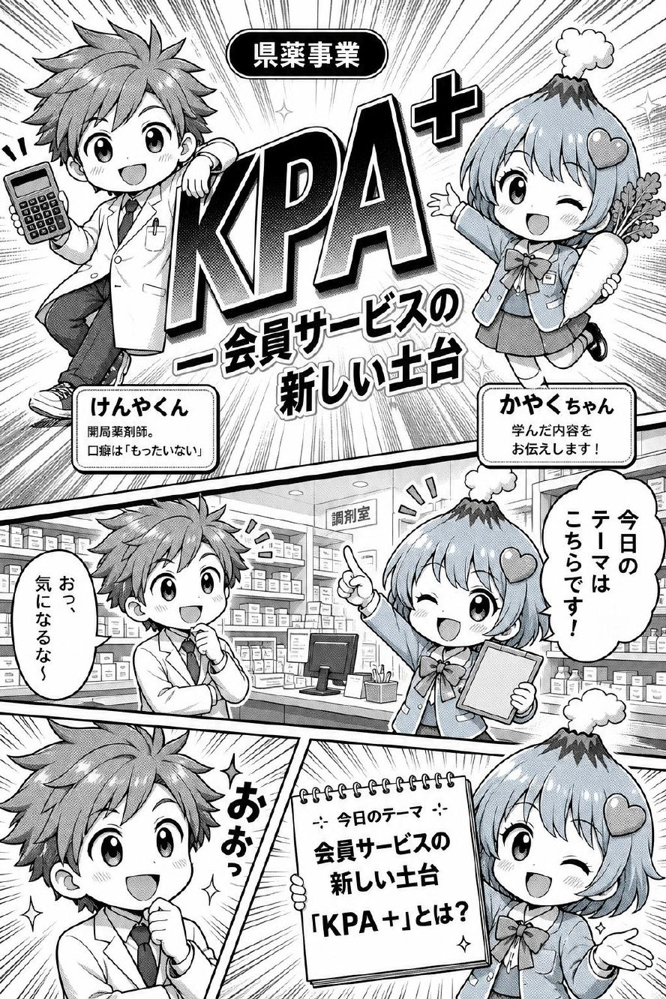 県薬事業
KPA+
ー会員サービスの
新しい土台
けんやくん
開局薬剤師。
口癖は「もったいない」
かやくちゃん
学んだ内容を
お伝えします！
調剤室
今日の
テーマは
こちらです！
おっ、
気になるな～
おおっ
今日のテーマ
会員サービスの
新しい土台
「KPA＋」とは？